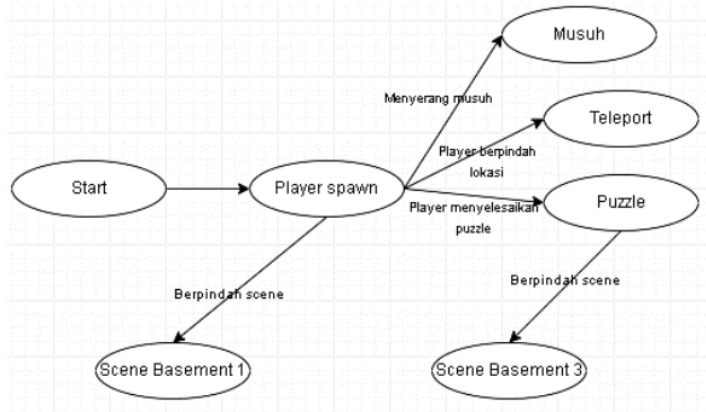 Musuh
Menyerang musuh
Teleport
Player berpindah
lokasi
Start
Player spawn
Player menyelesaikan
puzzle
Puzzle
Berpindah scene
Berpindah scene
Scene Basement 1
Scene Basement 3